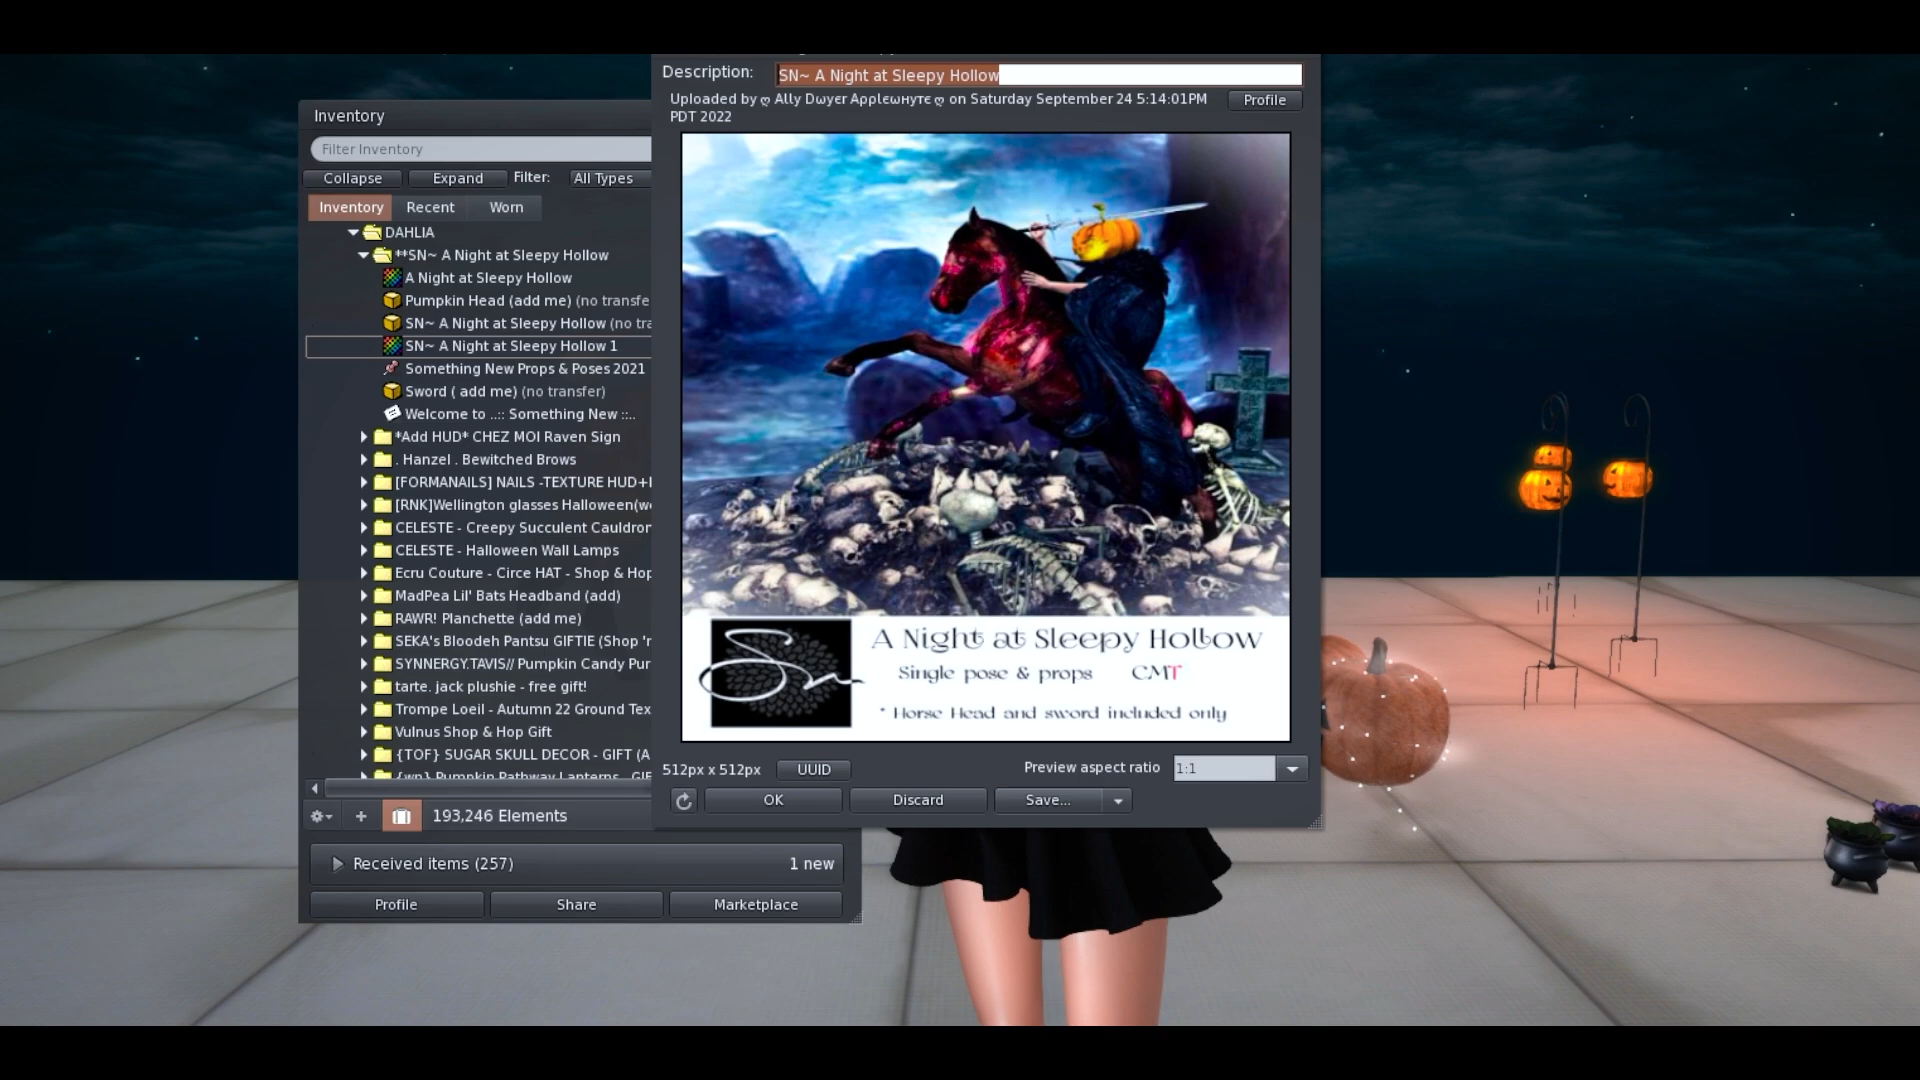 Description:
SN~ A Night at Sleepy Hollow
Uploaded by ღ Ally Dωyєr Aρρlєωнyтє ღ on Saturday September 24 5:14:01PM
PDT 2022
Profile
Inventory
Filter Inventory
Collapse
Expand
Filter:
All Types
Inventory
Recent
Worn
DAHLIA
**SN~ A Night at Sleepy Hollow
A Night at Sleepy Hollow
Pumpkin Head (add me) (no transfe
SN~ A Night at Sleepy Hollow (no tra
SN~ A Night at Sleepy Hollow 1
Something New Props & Poses 2021
Sword ( add me) (no transfer)
Welcome to ..:: Something New ::..
*Add HUD* CHEZ MOI Raven Sign
. Hanzel . Bewitched Brows
[FORMANAILS] NAILS -TEXTURE HUD+
[RNK]Wellington glasses Halloween(w
CELESTE - Creepy Succulent Cauldron
CELESTE - Halloween Wall Lamps
Ecru Couture - Circe HAT - Shop & Hop
MadPea Lil' Bats Headband (add)
RAWR! Planchette (add me)
SEKA's Bloodeh Pantsu GIFTIE (Shop 'n
SYNNERGY.TAVIS// Pumpkin Candy Pur
tarte. jack plushie - free gift!
Trompe Loeil - Autumn 22 Ground Tex
Vulnus Shop & Hop Gift
{TOF} SUGAR SKULL DECOR - GIFT (A
{wn} Pumpkin Pathway Lanterns - GIF
193,246 Elements
Received items (257)
1 new
Profile
Share
Marketplace
Sn
A Night at Sleepy Hollow
Single pose & props CMT
* Horse Head and sword included only
512px x 512px
UUID
Preview aspect ratio
1:1
OK
Discard
Save...